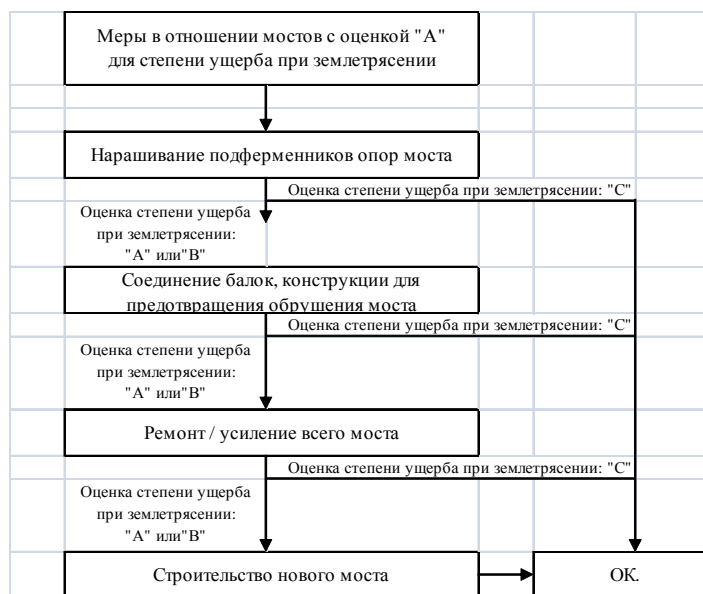 Меры в отношении мостов с оценкой "А"
для степени ущерба при землетрясении
Нарашивание подферменников опор моста
Оценка степени ущерба при землетрясении: "С"
Оценка степени ущерба
при землетрясении:
"А" или"В"
Соединение балок, конструкции для
предотвращения обрушения моста
Оценка степени ущерба при землетрясении: "С"
Оценка степени ущерба
при землетрясении:
"А" или"В"
Ремонт / усиление всего моста
Оценка степени ущерба при землетрясении: "С"
Оценка степени ущерба
при землетрясении:
"А" или"В"
Строительство нового моста
ОК.